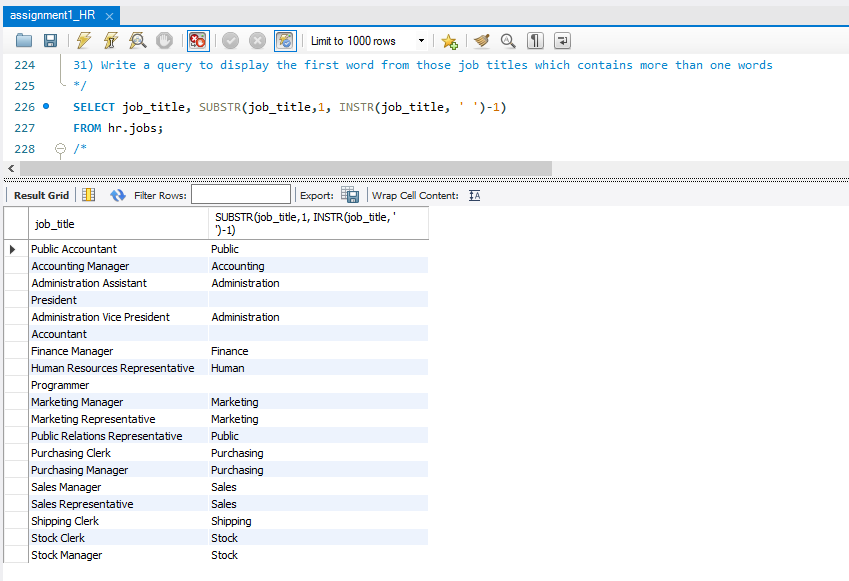 assignment1_HR
Limit to 1000 rows
224 31) Write a query to display the first word from those job titles which contains more than one words
225 */
226 SELECT job_title, SUBSTR(job_title,1, INSTR(job_title, ' ')-1)
227 FROM hr.jobs;
228 /*
Result Grid Filter Rows: Export: Wrap Cell Content: IA
job_title SUBSTR(job_title,1, INSTR(job_title, '
')-1)
Public Accountant Public
Accounting Manager Accounting
Administration Assistant Administration
President
Administration Vice President Administration
Accountant
Finance Manager Finance
Human Resources Representative Human
Programmer
Marketing Manager Marketing
Marketing Representative Marketing
Public Relations Representative Public
Purchasing Clerk Purchasing
Purchasing Manager Purchasing
Sales Manager Sales
Sales Representative Sales
Shipping Clerk Shipping
Stock Clerk Stock
Stock Manager Stock